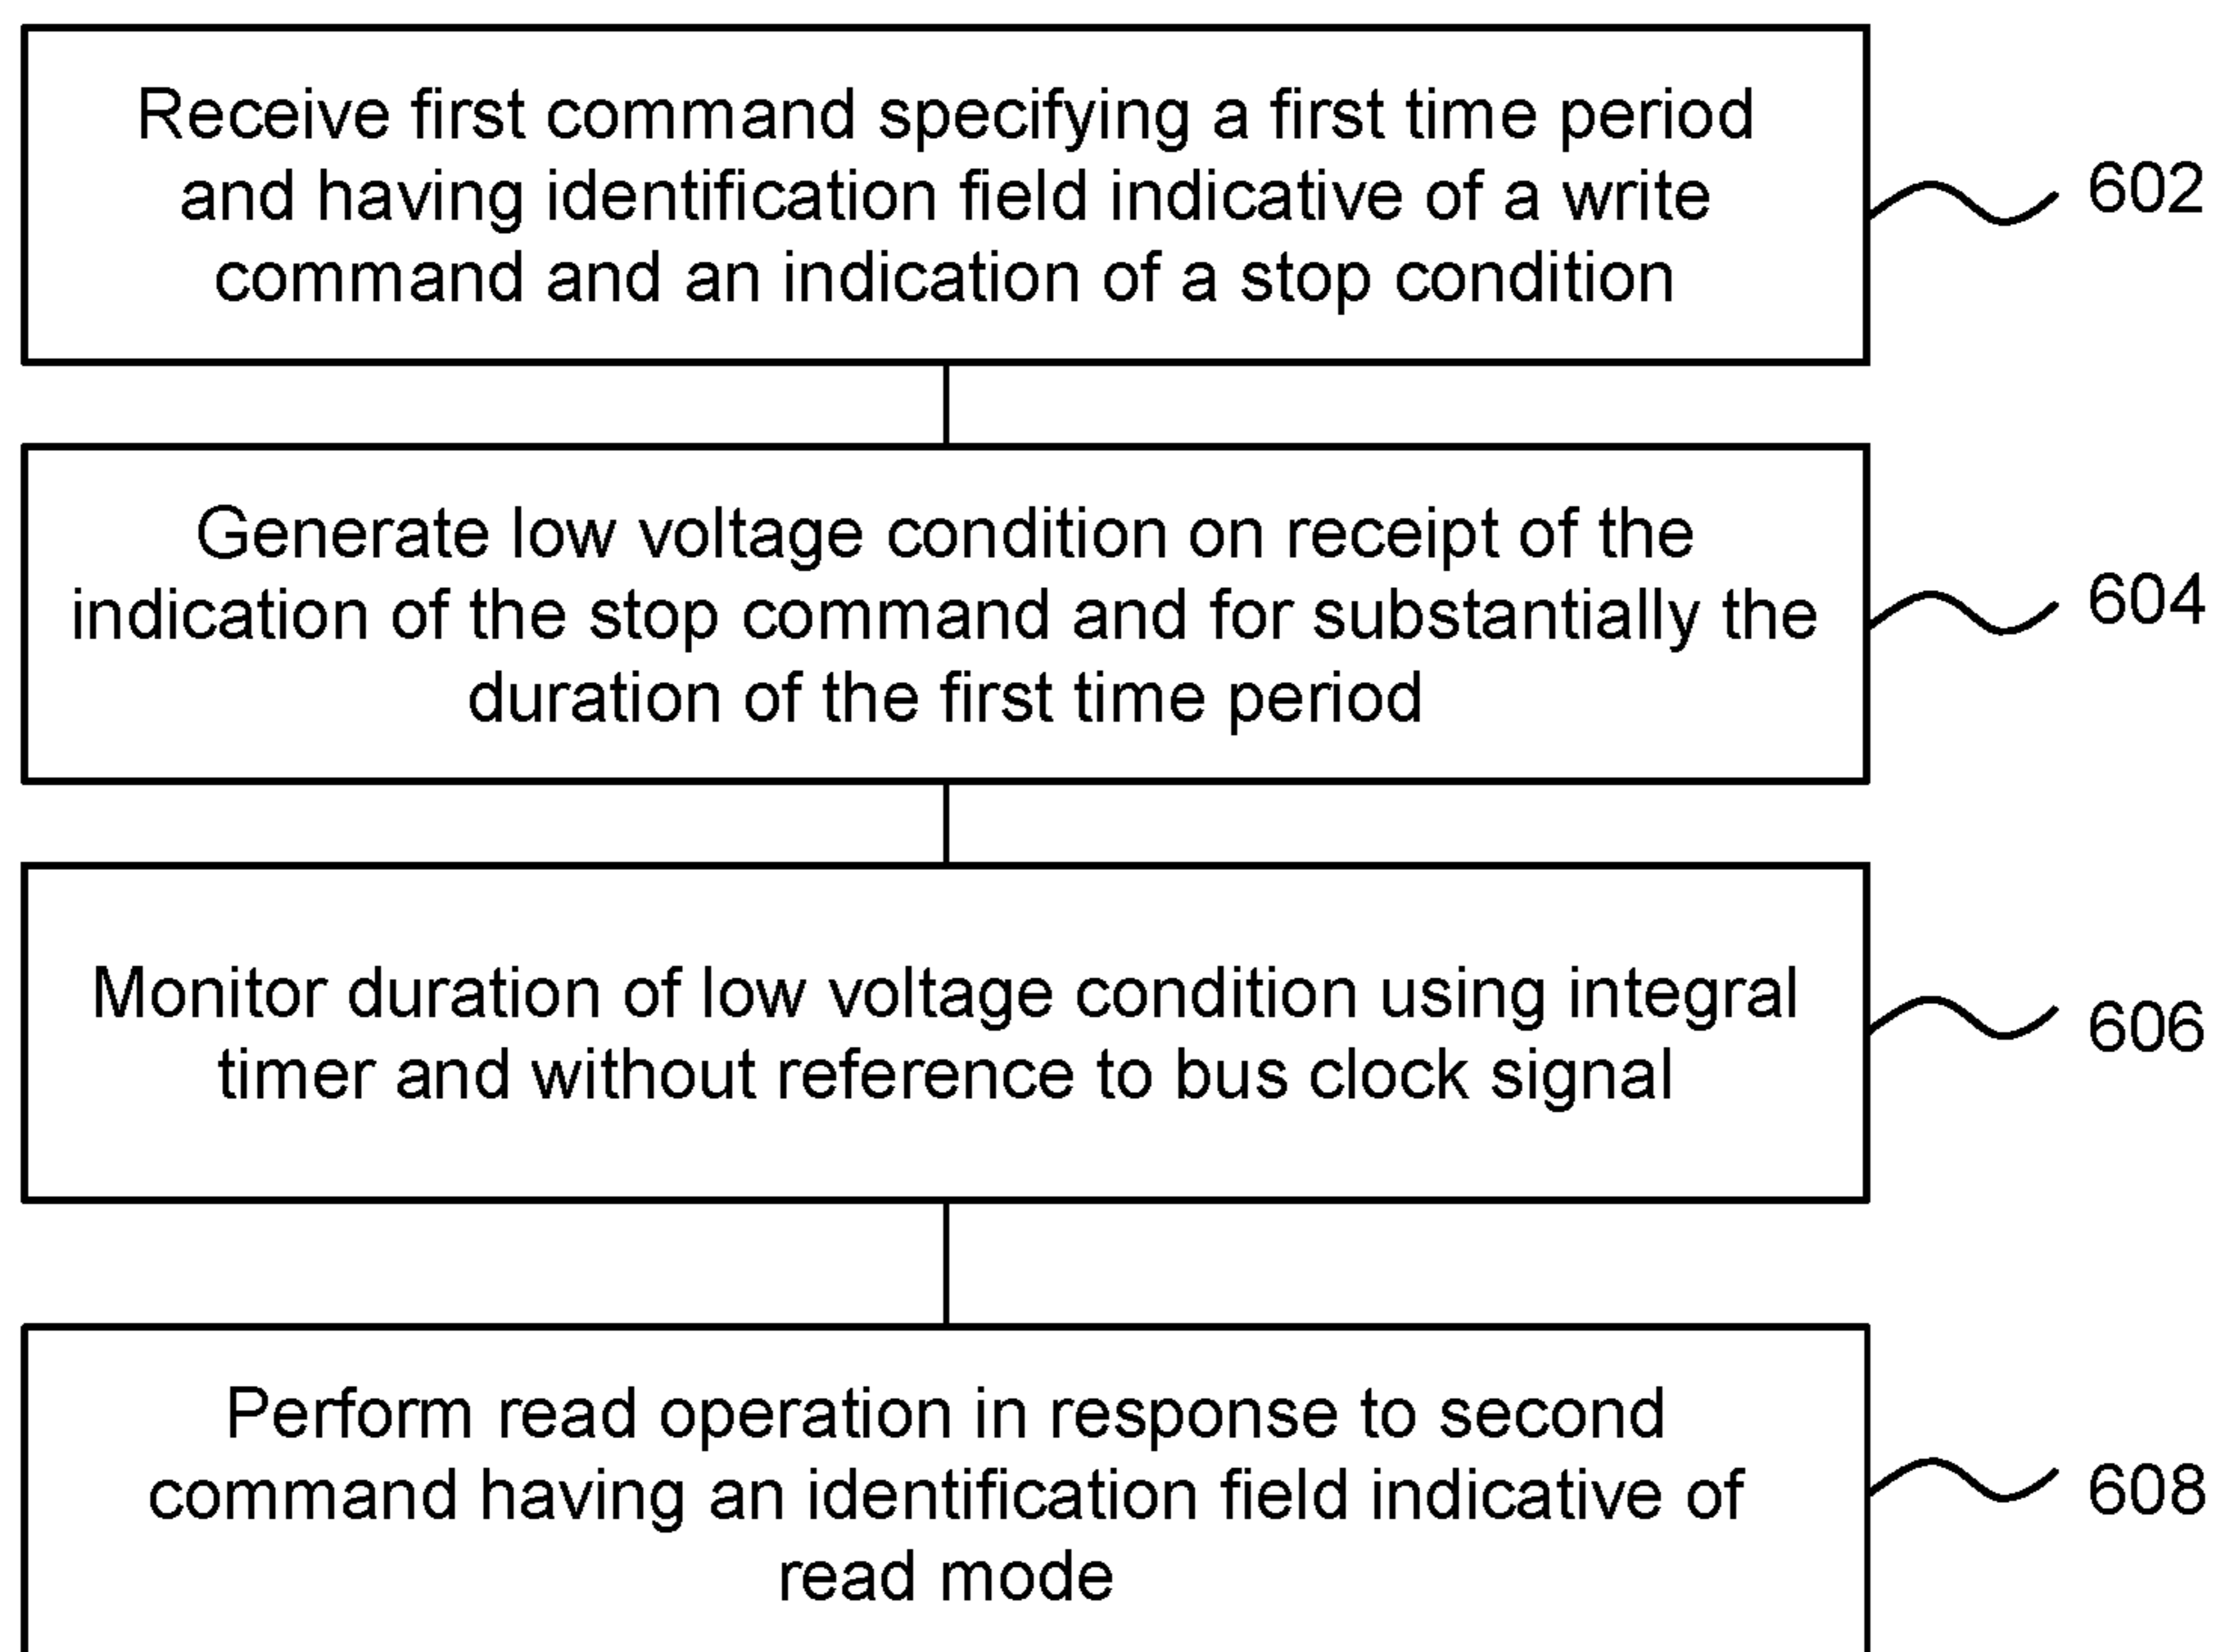 Receive first command specifying a first time period
and having identification field indicative of a write
command and an indication of a stop condition
602
Generate low voltage condition on receipt of the
indication of the stop command and for substantially the
duration of the first time period
604
Monitor duration of low voltage condition using integral
timer and without reference to bus clock signal
606
Perform read operation in response to second
command having an identification field indicative of
read mode
608